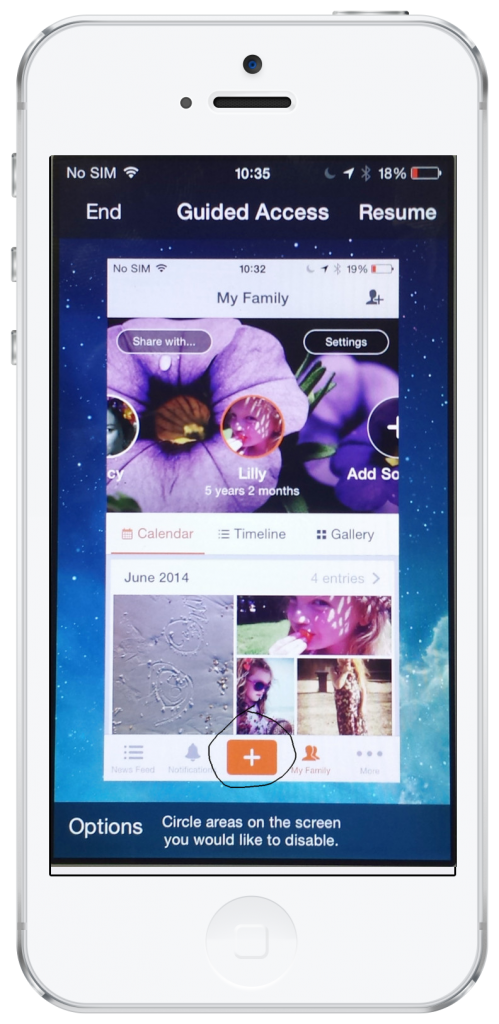 No SIM 10:35 18%
End Guided Access Resume
No SIM 10:32 19%
My Family
Share with... Settings
cy Lilly Add So
5 years 2 months
Calendar Timeline Gallery
June 2014 4 entries
News Feed Notification My Family More
Options Circle areas on the screen
you would like to disable.